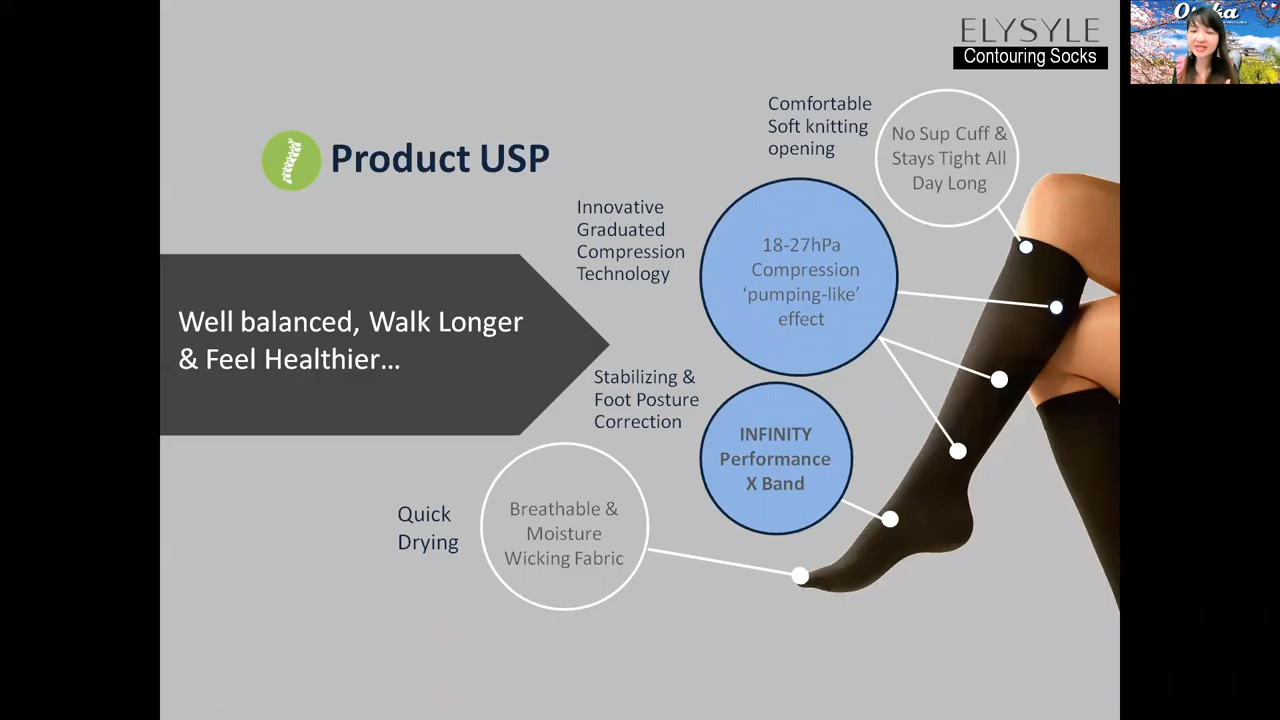 ELYSYLE
Contouring Socks
Product USP
Well balanced, Walk Longer
& Feel Healthier...
Comfortable
Soft knitting
opening
No Sup Cuff &
Stays Tight All
Day Long
Innovative
Graduated
Compression
Technology
18-27hPa
Compression
‘pumping-like’
effect
Stabilizing &
Foot Posture
Correction
INFINITY
Performance
X Band
Quick
Drying
Breathable &
Moisture
Wicking Fabric